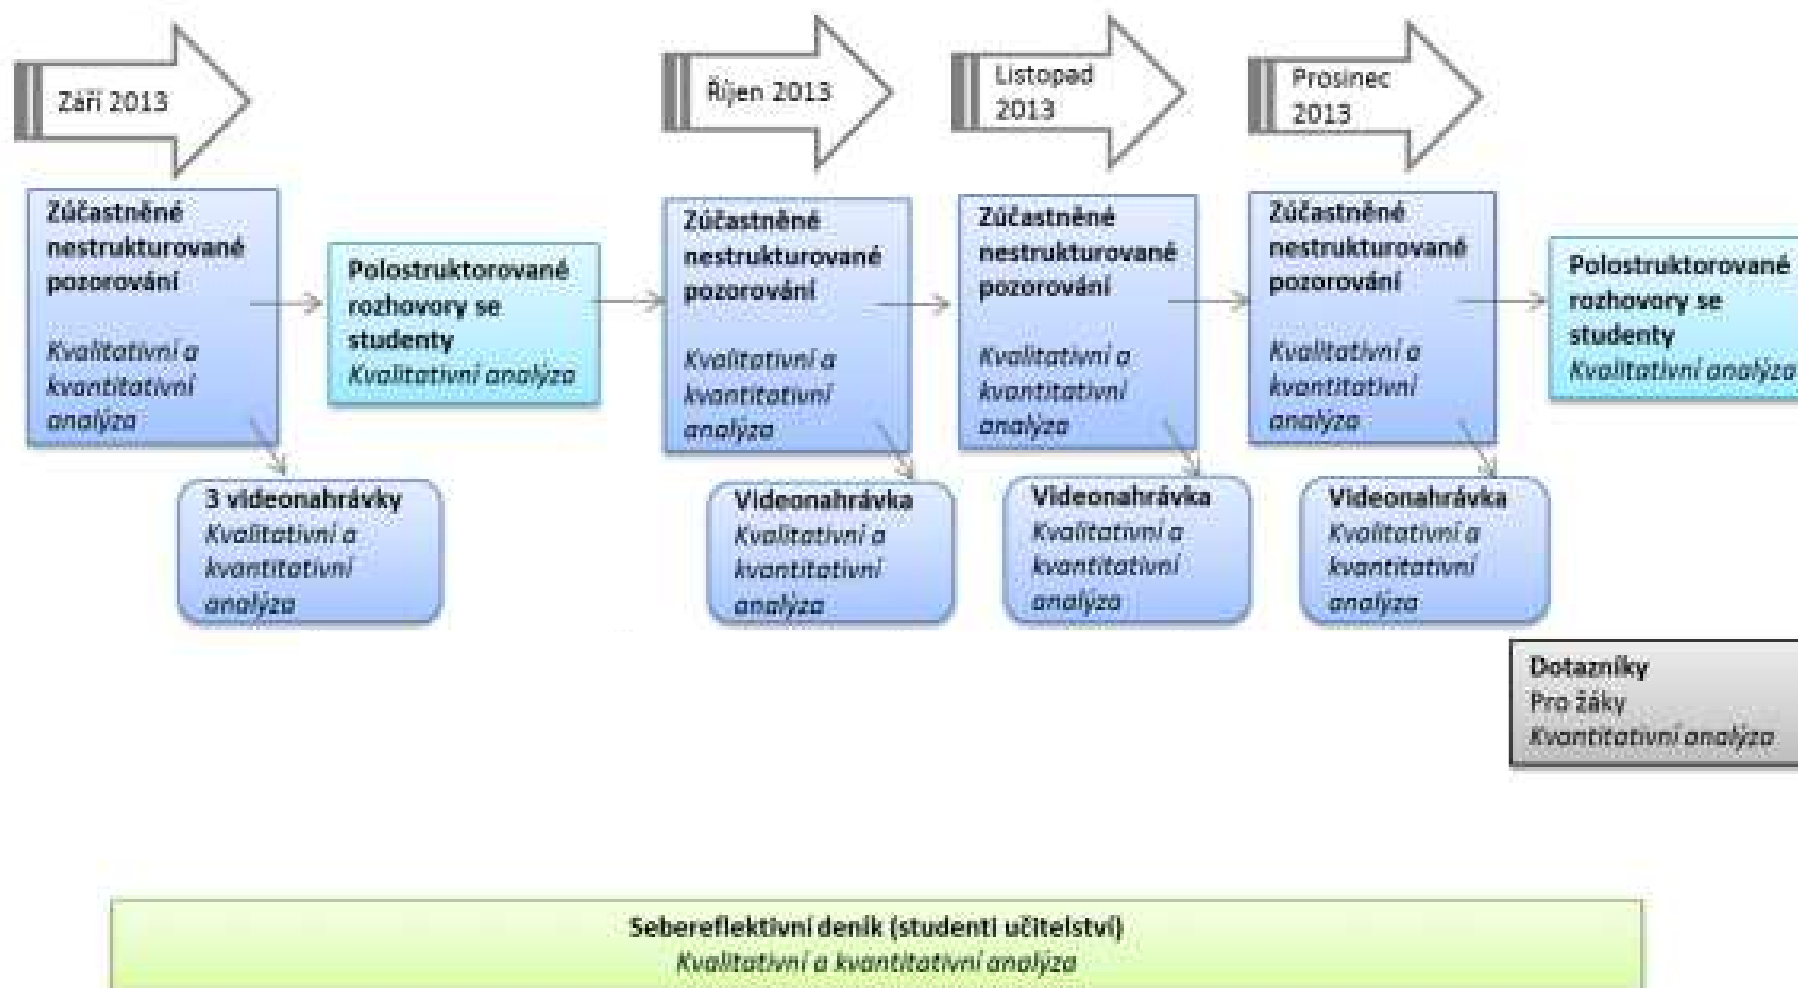 Září 2013
Říjen 2013
Listopad
2013
Prosinec
2013
Zúčastněné
nestrukturované
pozorování
Kvalitativní a
kvantitativní
analýza
Polostruktorované
rozhovory se
studenty
Kvalitativní analýza
Zúčastněné
nestrukturované
pozorování
Kvalitativní a
kvantitativní
analýza
Zúčastněné
nestrukturované
pozorování
Kvalitativní a
kvantitativní
analýza
Zúčastněné
nestrukturované
pozorování
Kvalitativní a
kvantitativní
analýza
Polostruktorované
rozhovory se
studenty
Kvalitativní analýza
3 videonahrávky
Kvalitativní a
kvantitativní
analýza
Videonahrávka
Kvalitativní a
kvantitativní
analýza
Videonahrávka
Kvalitativní a
kvantitativní
analýza
Videonahrávka
Kvalitativní a
kvantitativní
analýza
Dotazníky
Pro žáky
Kvantitativní analýza
Sebereflektivní deník (studenti učitelství)
Kvalitativní a kvantitativní analýza